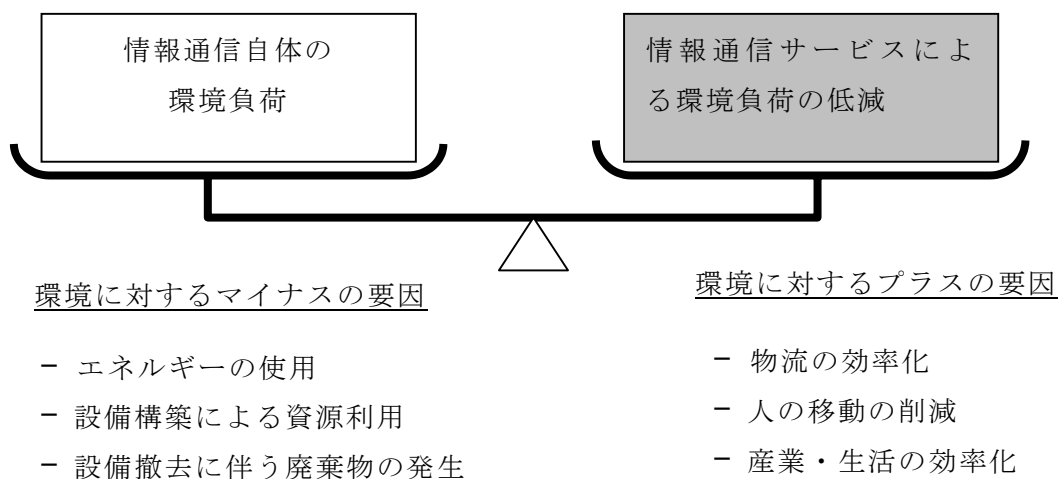 情報通信自体の
環境負荷
情報通信サービスによ
る環境負荷の低減
環境に対するマイナスの要因
− エネルギーの使用
− 設備構築による資源利用
− 設備撤去に伴う廃棄物の発生
環境に対するプラスの要因
− 物流の効率化
− 人の移動の削減
− 産業・生活の効率化